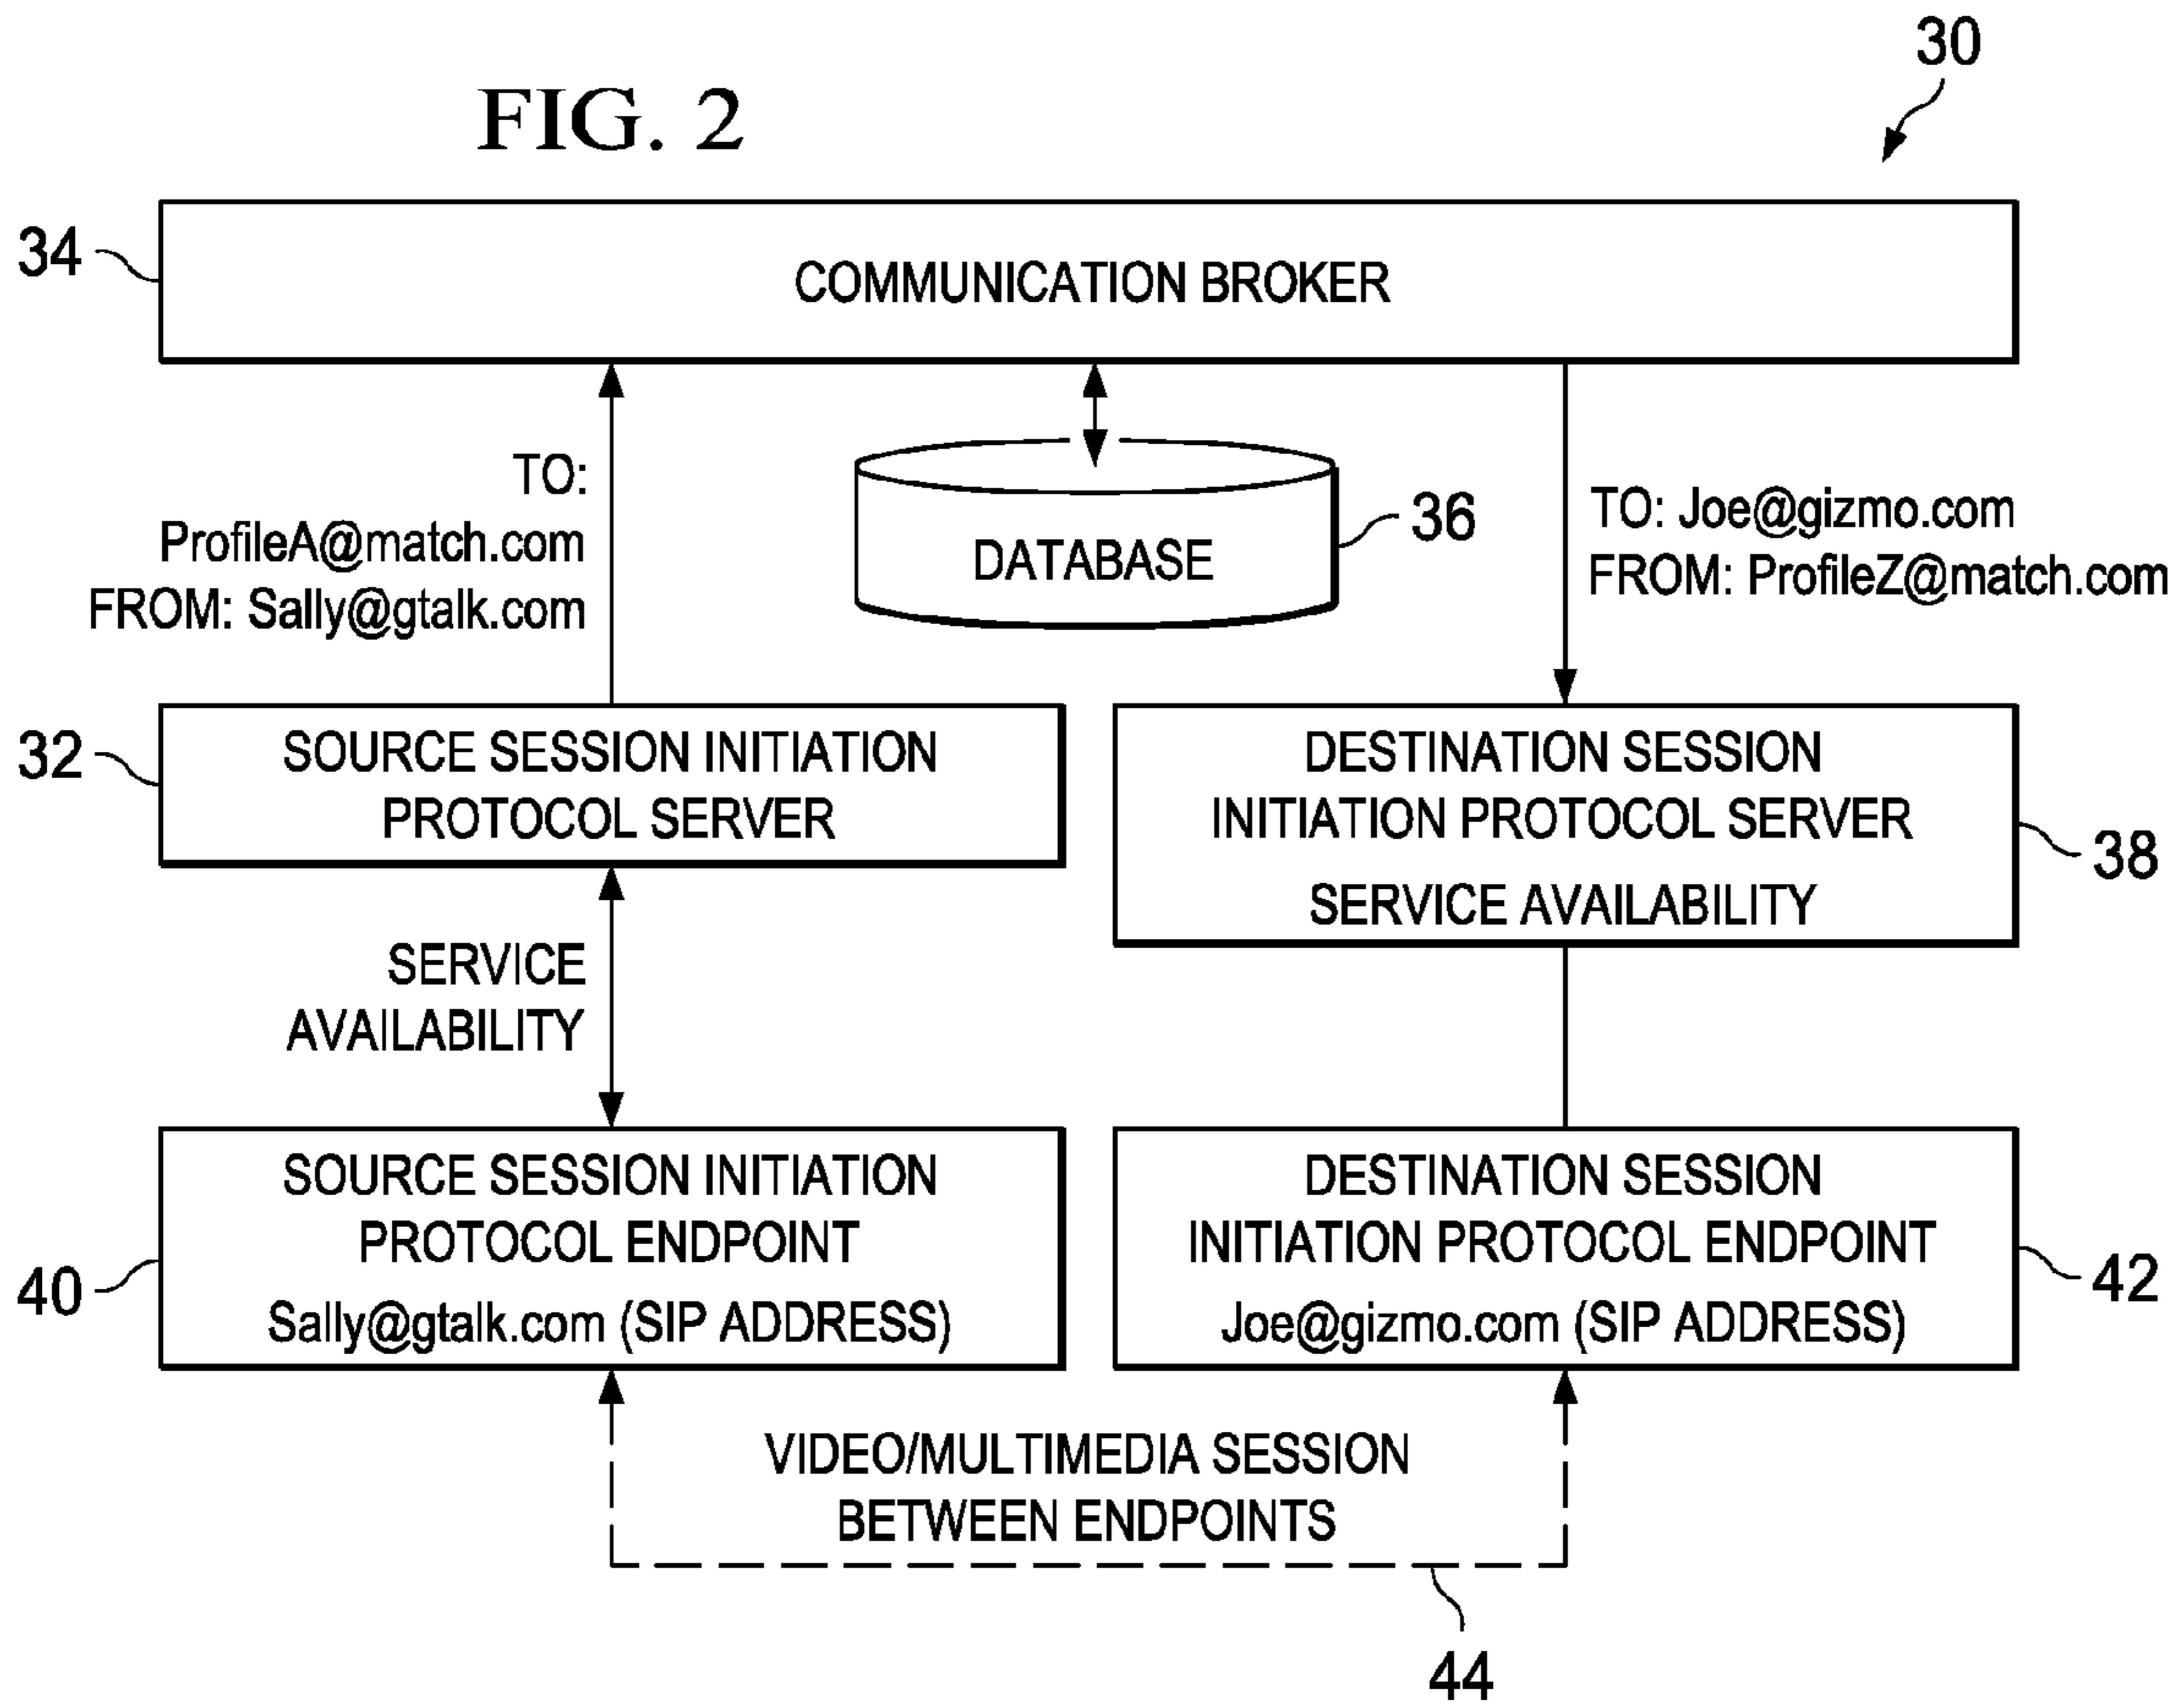 30
FIG. 2
34
COMMUNICATION BROKER
TO:
ProfileA@match.com
FROM: Sally@gtalk.com
DATABASE
36
TO: Joe@gizmo.com
FROM: ProfileZ@match.com
32
SOURCE SESSION INITIATION
PROTOCOL SERVER
DESTINATION SESSION
INITIATION PROTOCOL SERVER
SERVICE AVAILABILITY
38
SERVICE
AVAILABILITY
SOURCE SESSION INITIATION
PROTOCOL ENDPOINT
Sally@gtalk.com (SIP ADDRESS)
40
DESTINATION SESSION
INITIATION PROTOCOL ENDPOINT
Joe@gizmo.com (SIP ADDRESS)
42
VIDEO/MULTIMEDIA SESSION
BETWEEN ENDPOINTS
44